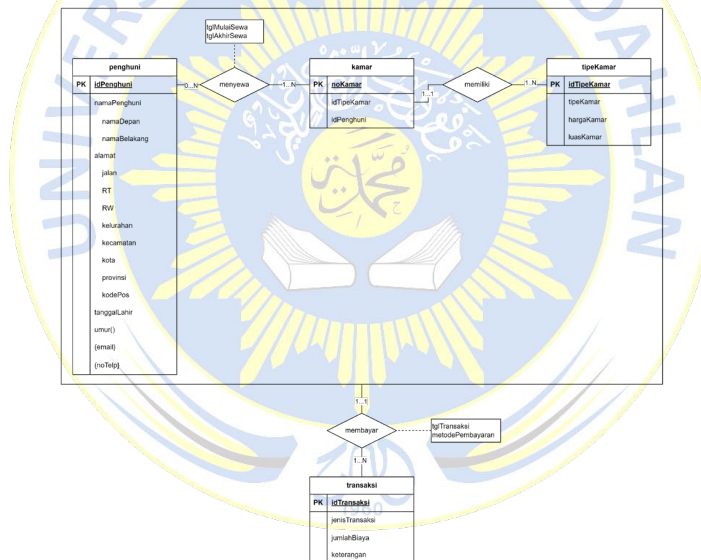 tglMulaiSewa
tglAkhirSewa
penghuni
PK idPenghuni
namaPenghuni
namaDepan
namaBelakang
alamat
jalan
RT
RW
kelurahan
kecamatan
kota
provinsi
kodePos
tanggalLahir
umur()
{email}
{noTelp}
0...N
menyewa
1...N
kamar
PK noKamar
idTipeKamar
idPenghuni
1...1
memiliki
1...N
tipeKamar
PK idTipeKamar
tipeKamar
hargaKamar
luasKamar
1...1
membayar
tglTransaksi
metodePembayaran
1...N
transaksi
PK idTransaksi
jenisTransaksi
jumlahBiaya
keterangan
1960